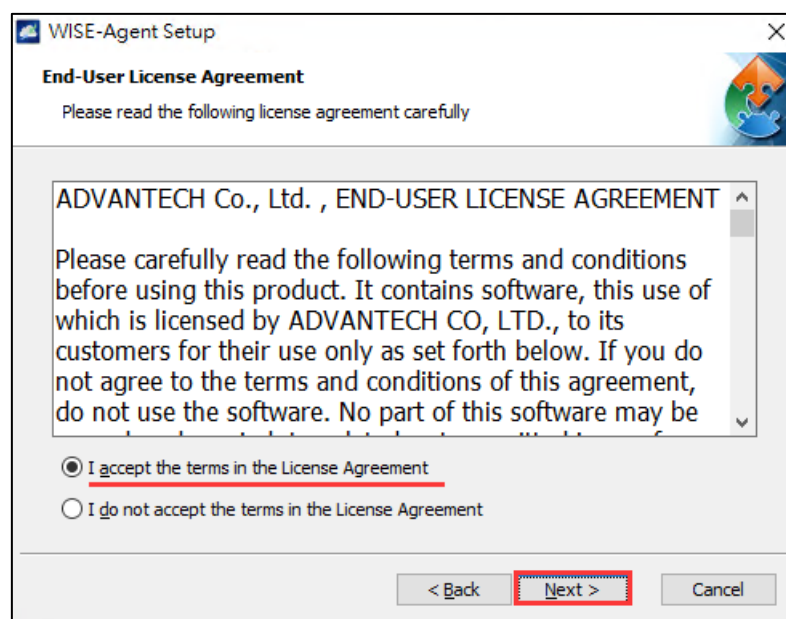 WISE-Agent Setup
End-User License Agreement
Please read the following license agreement carefully
ADVANTECH Co., Ltd. , END-USER LICENSE AGREEMENT
Please carefully read the following terms and conditions
before using this product. It contains software, this use of
which is licensed by ADVANTECH CO, LTD., to its
customers for their use only as set forth below. If you do
not agree to the terms and conditions of this agreement,
do not use the software. No part of this software may be
I accept the terms in the License Agreement
I do not accept the terms in the License Agreement
< Back
Next >
Cancel